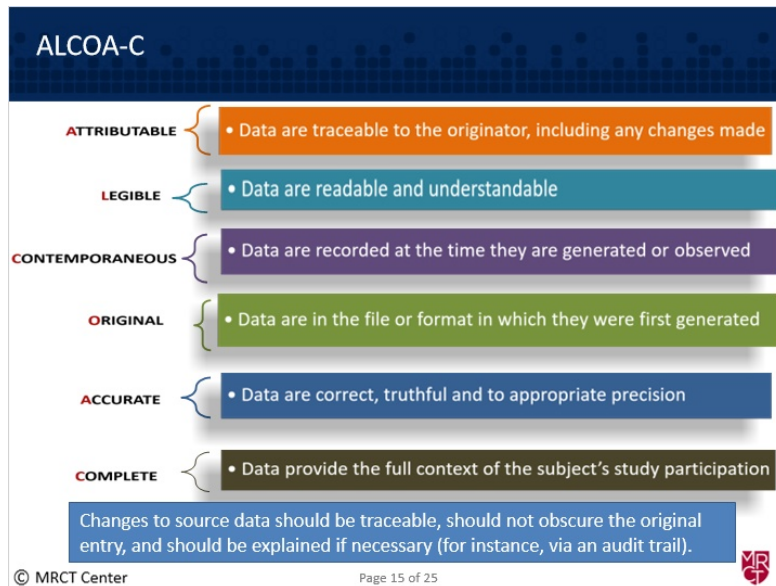 ALCOA-C
ATTRIBUTABLE
• Data are traceable to the originator, including any changes made
LEGIBLE
• Data are readable and understandable
CONTEMPORANEOUS
• Data are recorded at the time they are generated or observed
ORIGINAL
• Data are in the file or format in which they were first generated
ACCURATE
• Data are correct, truthful and to appropriate precision
COMPLETE
• Data provide the full context of the subject's study participation
Changes to source data should be traceable, should not obscure the original
entry, and should be explained if necessary (for instance, via an audit trail).
© MRCT Center
Page 15 of 25
MRCT